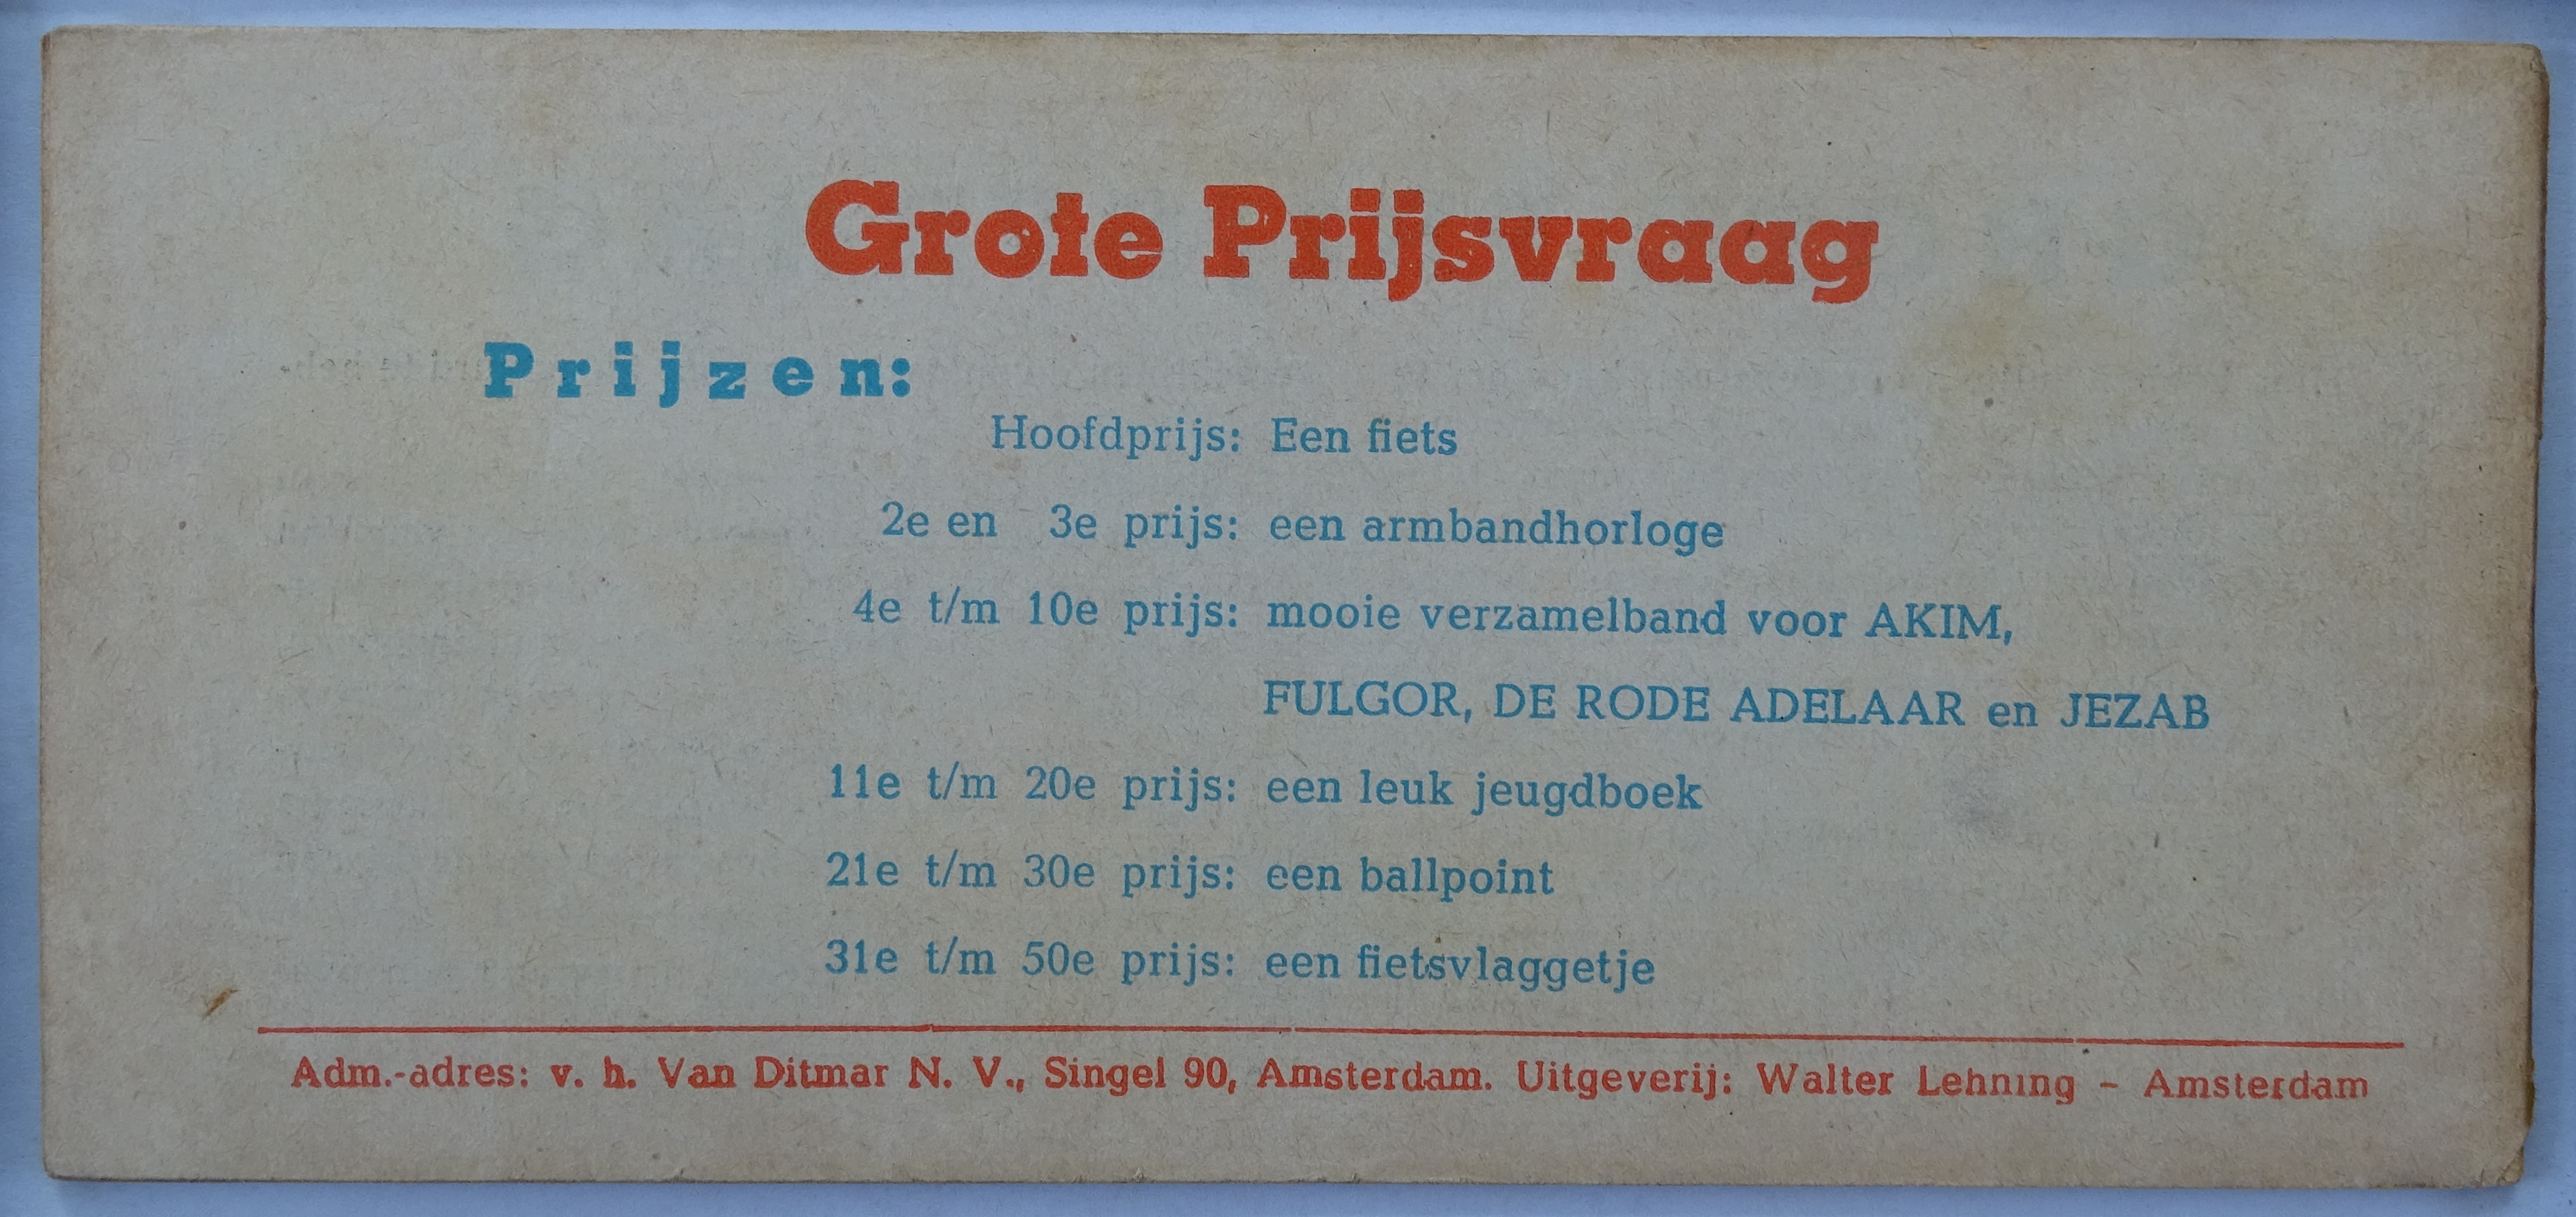 Grote Prijsvraag
Prijzen:
Hoofdprijs: Een fiets
2e en 3e prijs: een armbandhorloge
4e t/m 10e prijs: mooie verzamelband voor AKIM,
FULGOR, DE RODE ADELAAR en JEZAB
11e t/m 20e prijs: een leuk jeugdboek
21e t/m 30e prijs: een ballpoint
31e t/m 50e prijs: een fietsvlaggetje
Adm.-adres: v. h. Van Ditmar N. V., Singel 90, Amsterdam. Uitgeverij: Walter Lehning – Amsterdam